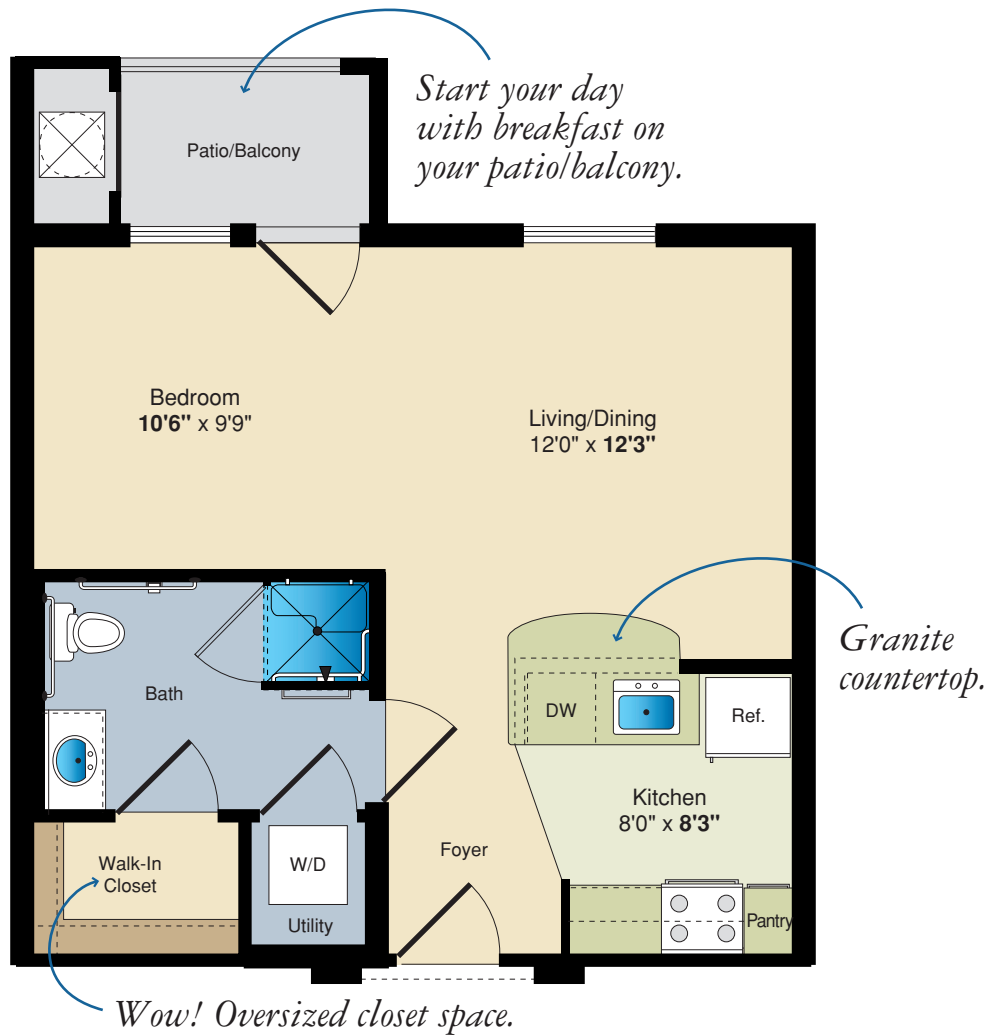 Start your day
with breakfast on
your patio/balcony.
Patio/Balcony
Bedroom
10'6" x 9'9"
Living/Dining
12'0" x 12'3"
Granite
countertop.
Bath
DW
Ref.
Kitchen
8'0" x 8'3"
Foyer
W/D
Walk-In
Closet
Utility
Pantry
Wow! Oversized closet space.